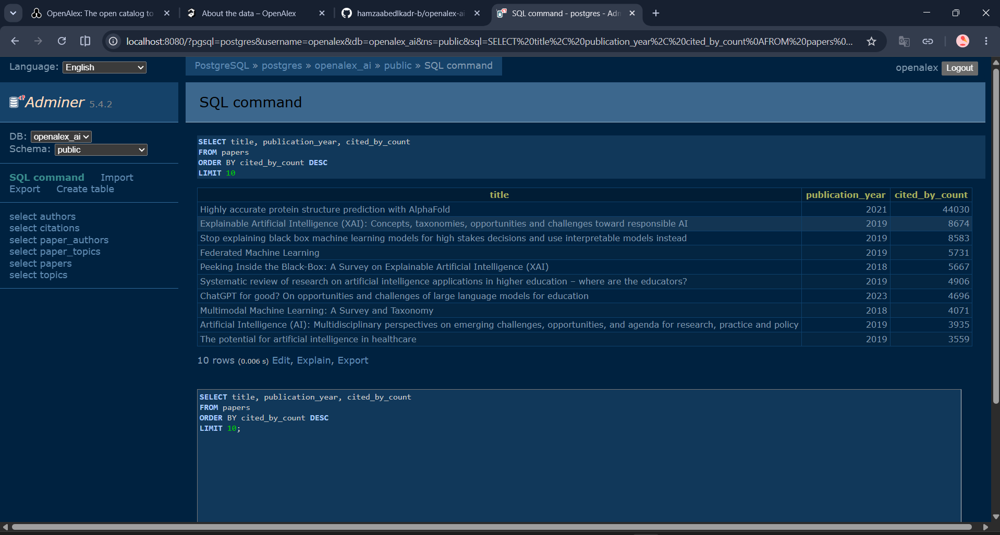 OpenAlex: The open catalog to
About the data – OpenAlex
hamzaabedlkadr-b/openalex-ai
SQL command - postgres - Adm
localhost:8080/?pgsql=postgres&username=openalex&db=openalex_ai&ns=public&sql=SELECT%20title%2C%20publication_year%2C%20cited_by_count%0AFROM%20papers%0...
Language: English
PostgreSQL » postgres » openalex_ai » public » SQL command
openalex Logout
Adminer 5.4.2
SQL command
DB: openalex_ai
Schema: public
SQL command Import
Export Create table
select authors
select citations
select paper_authors
select paper_topics
select papers
select topics
SELECT title, publication_year, cited_by_count
FROM papers
ORDER BY cited_by_count DESC
LIMIT 10
title publication_year cited_by_count
Highly accurate protein structure prediction with AlphaFold 2021 44030
Explainable Artificial Intelligence (XAI): Concepts, taxonomies, opportunities and challenges toward responsible AI 2019 8674
Stop explaining black box machine learning models for high stakes decisions and use interpretable models instead 2019 8583
Federated Machine Learning 2019 5731
Peeking Inside the Black-Box: A Survey on Explainable Artificial Intelligence (XAI) 2018 5667
Systematic review of research on artificial intelligence applications in higher education – where are the educators? 2019 4906
ChatGPT for good? On opportunities and challenges of large language models for education 2023 4696
Multimodal Machine Learning: A Survey and Taxonomy 2018 4071
Artificial Intelligence (AI): Multidisciplinary perspectives on emerging challenges, opportunities, and agenda for research, practice and policy 2019 3935
The potential for artificial intelligence in healthcare 2019 3559
10 rows (0.006 s) Edit, Explain, Export
SELECT title, publication_year, cited_by_count
FROM papers
ORDER BY cited_by_count DESC
LIMIT 10;